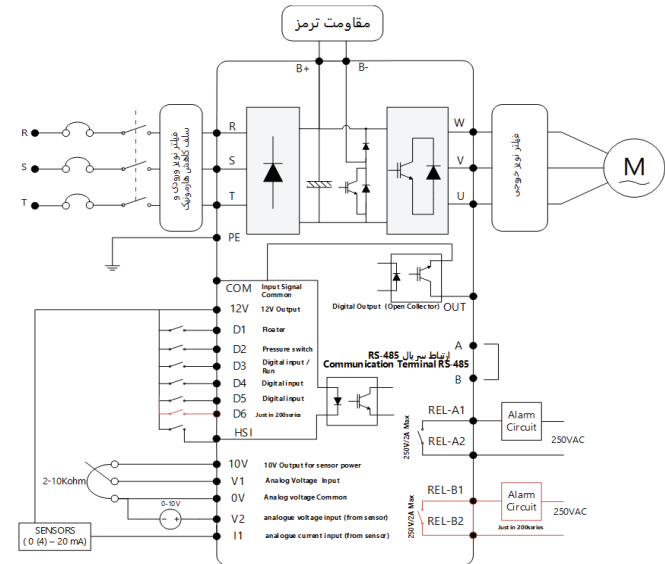 مقاومت ترمز
B+
B-
R
S
T
فیلتر نویز ورودی و
سلف کاهش هارمونیک
R
S
T
PE
W
V
U
فیلتر نویز خروجی
M
COM
Input Signal
Common
12V
12V Output
D1
Floater
D2
Pressure switch
D3
Digital input /
Run
D4
Digital input
D5
Digital input
D6
Just in 200series
HSI
Digital Output (Open Collector)
OUT
A
ارتباط سریال RS-485
Communication Terminal RS-485
B
REL-A1
REL-A2
250V/2A Max
Alarm
Circuit
250VAC
REL-B1
REL-B2
250V/2A Max
Alarm
Circuit
Just in 200series
250VAC
10V
10V Output for sensor power
V1
Analog Voltage Input
0V
Analog voltage Common
V2
analogue voltage input (from sensor)
I1
analogue current input (from sensor)
2-10Kohm
0-10V
- +
SENSORS
( 0 (4) – 20 mA)